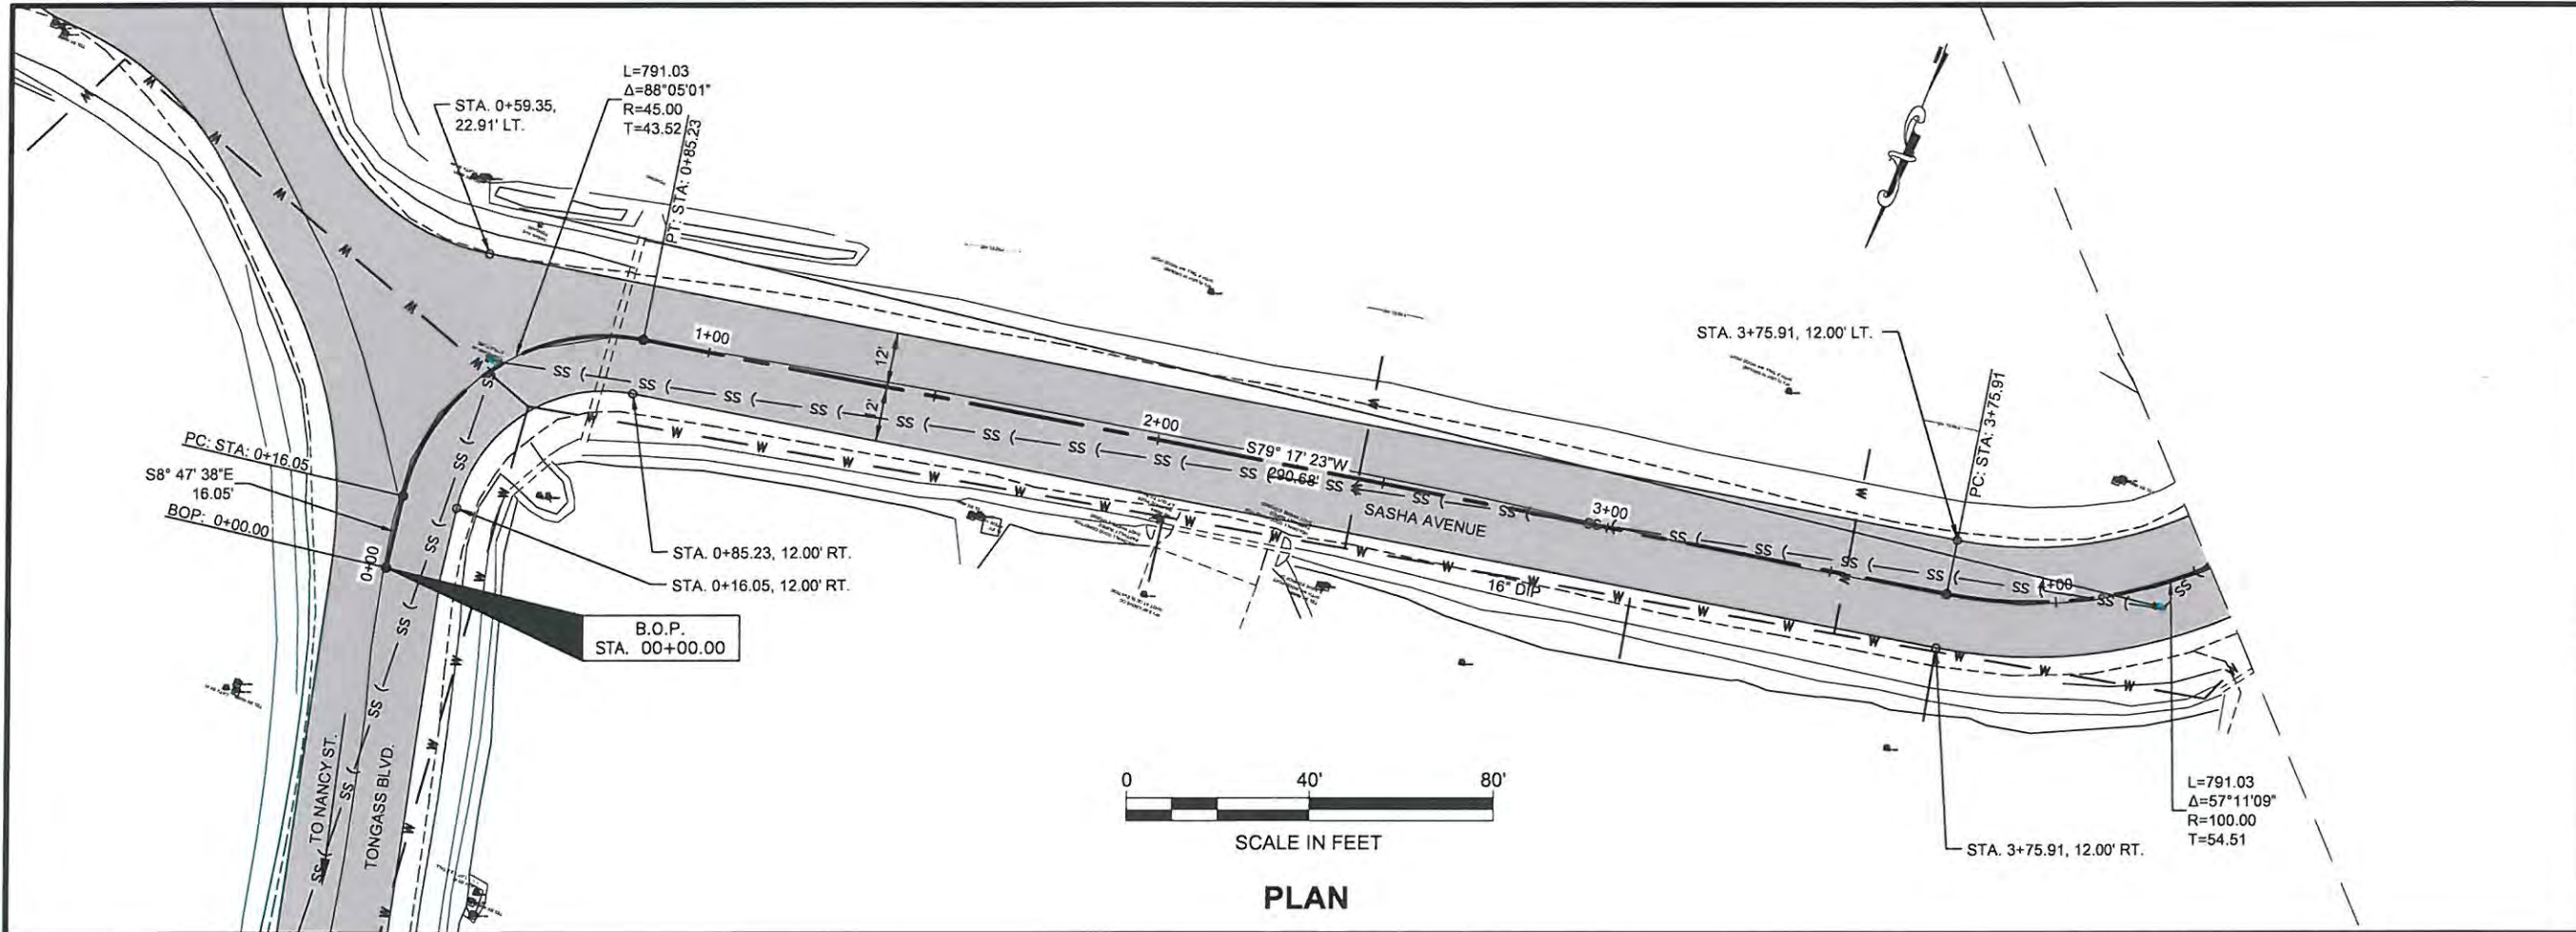 L=791.03
Δ=88°05'01"
R=45.00
T=43.52
STA. 0+59.35,
22.91' LT.
PT: STA: 0+85.23
1+00
12'
12'
2+00
S79° 17' 23"W
290.68'
SASHA AVENUE
3+00
STA. 3+75.91, 12.00' LT.
PC: STA: 3+75.91
4+00
16" DIP
PC: STA: 0+16.05
S8° 47' 38"E
16.05'
BOP: 0+00.00
0+00
STA. 0+85.23, 12.00' RT.
STA. 0+16.05, 12.00' RT.
B.O.P.
STA. 00+00.00
TO NANCY ST.
TONGASS BLVD.
SS SS SS SS SS SS
W W W W W W
0 40' 80'
SCALE IN FEET
PLAN
L=791.03
Δ=57°11'09"
R=100.00
T=54.51
STA. 3+75.91, 12.00' RT.